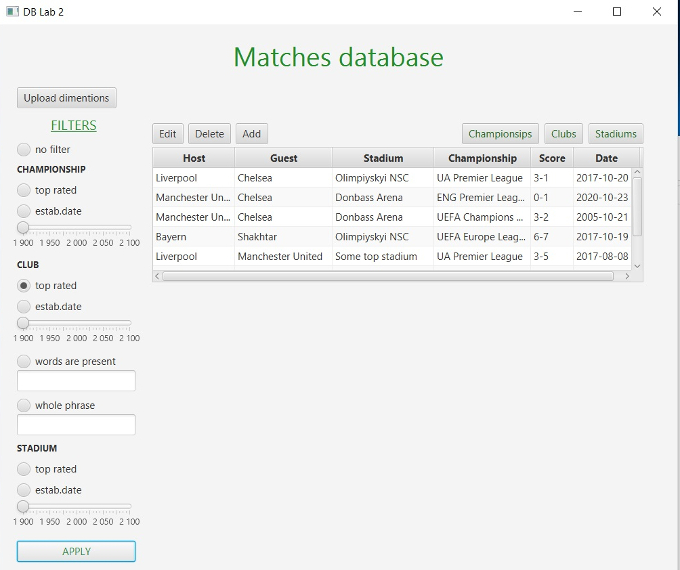 DB Lab 2
Matches database
Upload dimentions
FILTERS
no filter
CHAMPIONSHIP
top rated
estab.date
1 900 1 950 2 000 2 050 2 100
CLUB
top rated
estab.date
1 900 1 950 2 000 2 050 2 100
words are present
whole phrase
STADIUM
top rated
estab.date
1 900 1 950 2 000 2 050 2 100
APPLY
Edit Delete Add Championsips Clubs Stadiums
Host Guest Stadium Championship Score Date
Liverpool Chelsea Olimpiyskyi NSC UA Premier League 3-1 2017-10-20
Manchester Un... Chelsea Donbass Arena ENG Premier Leag... 0-1 2020-10-23
Manchester Un... Chelsea Donbass Arena UEFA Champions ... 3-2 2005-10-21
Bayern Shakhtar Olimpiyskyi NSC UEFA Europe Leag... 6-7 2017-10-19
Liverpool Manchester United Some top stadium UA Premier League 3-5 2017-08-08